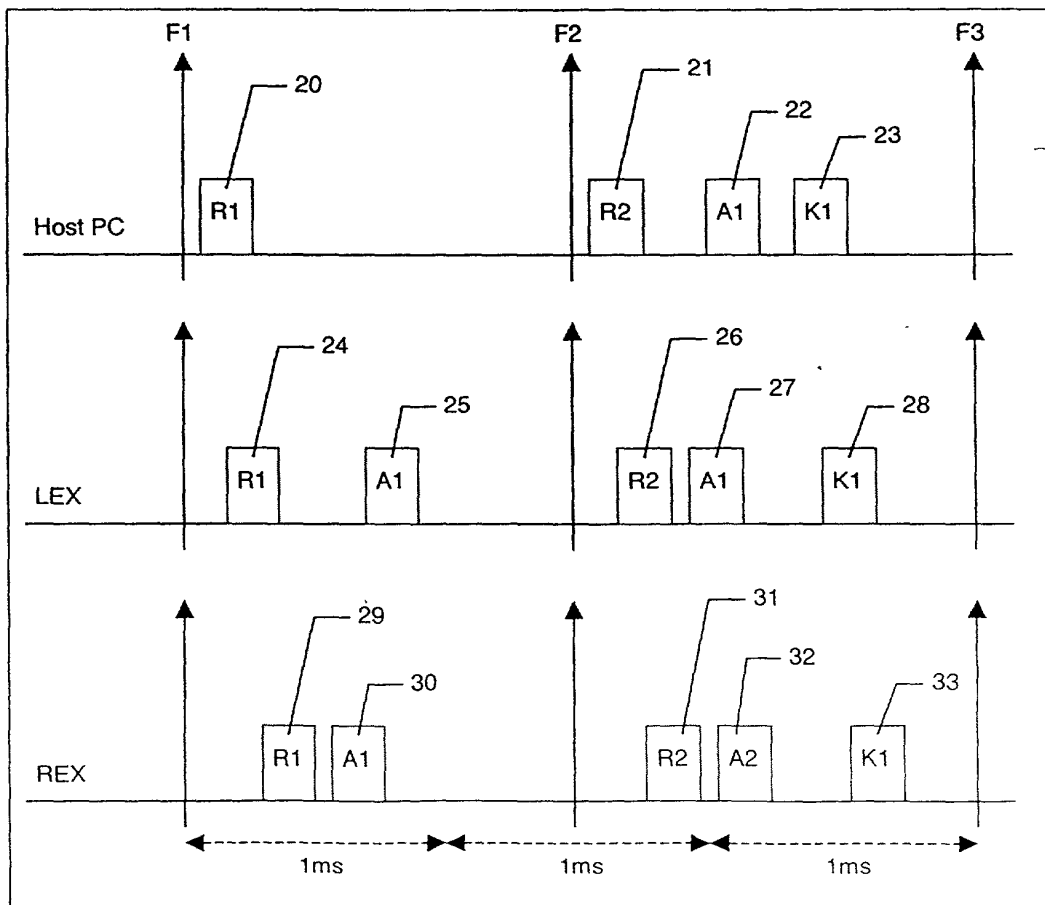 F1 F2 F3
20 21 22 23
Host PC R1 R2 A1 K1
24 25 26 27 28
LEX R1 A1 R2 A1 K1
29 30 31 32 33
REX R1 A1 R2 A2 K1
1ms 1ms 1ms